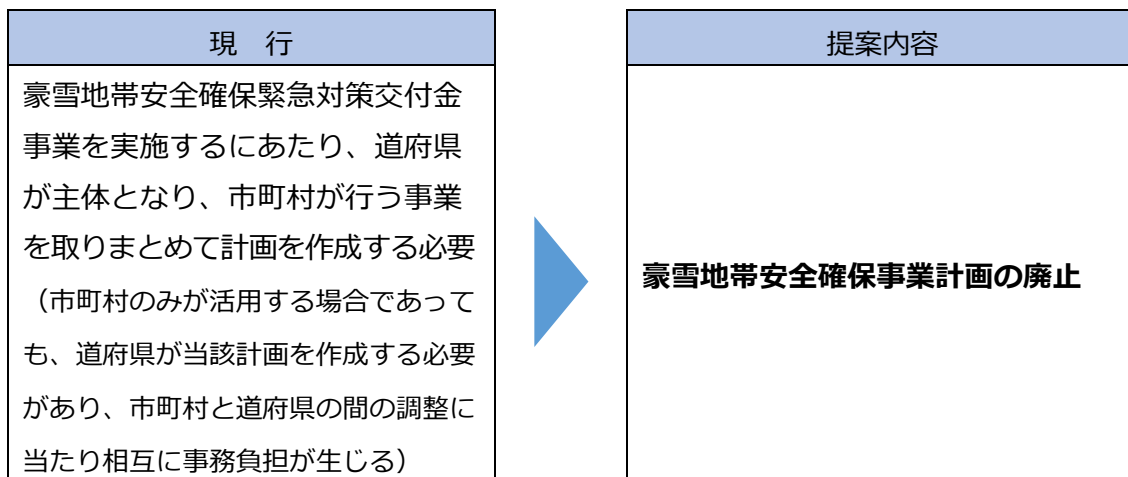 現　行
豪雪地帯安全確保緊急対策交付金
事業を実施するにあたり、道府県
が主体となり、市町村が行う事業
を取りまとめて計画を作成する必要
（市町村のみが活用する場合であって
も、道府県が当該計画を作成する必要
があり、市町村と道府県の間の調整に
当たり相互に事務負担が生じる）
提案内容
豪雪地帯安全確保事業計画の廃止